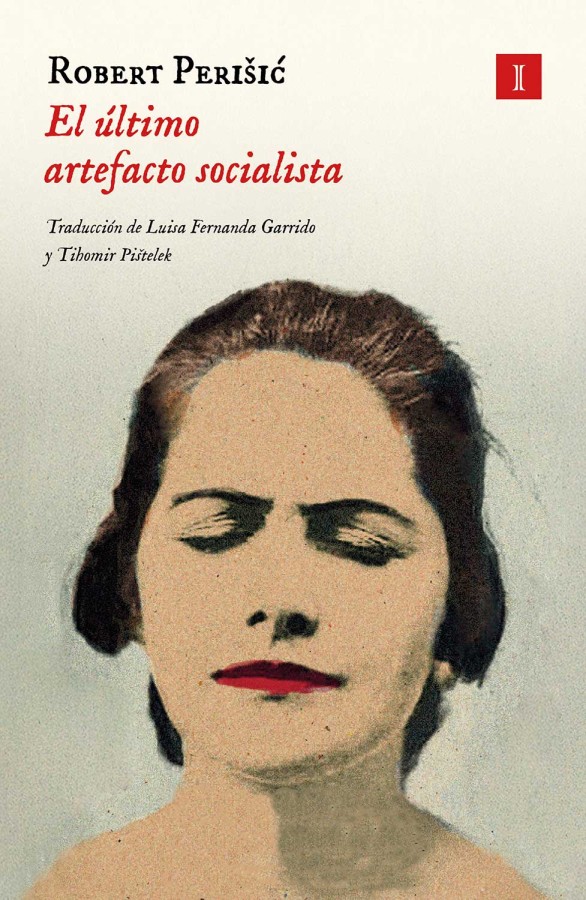 Robert Perišić
El último
artefacto socialista
Traducción de Luisa Fernanda Garrido
y Tihomir Pištelek
I